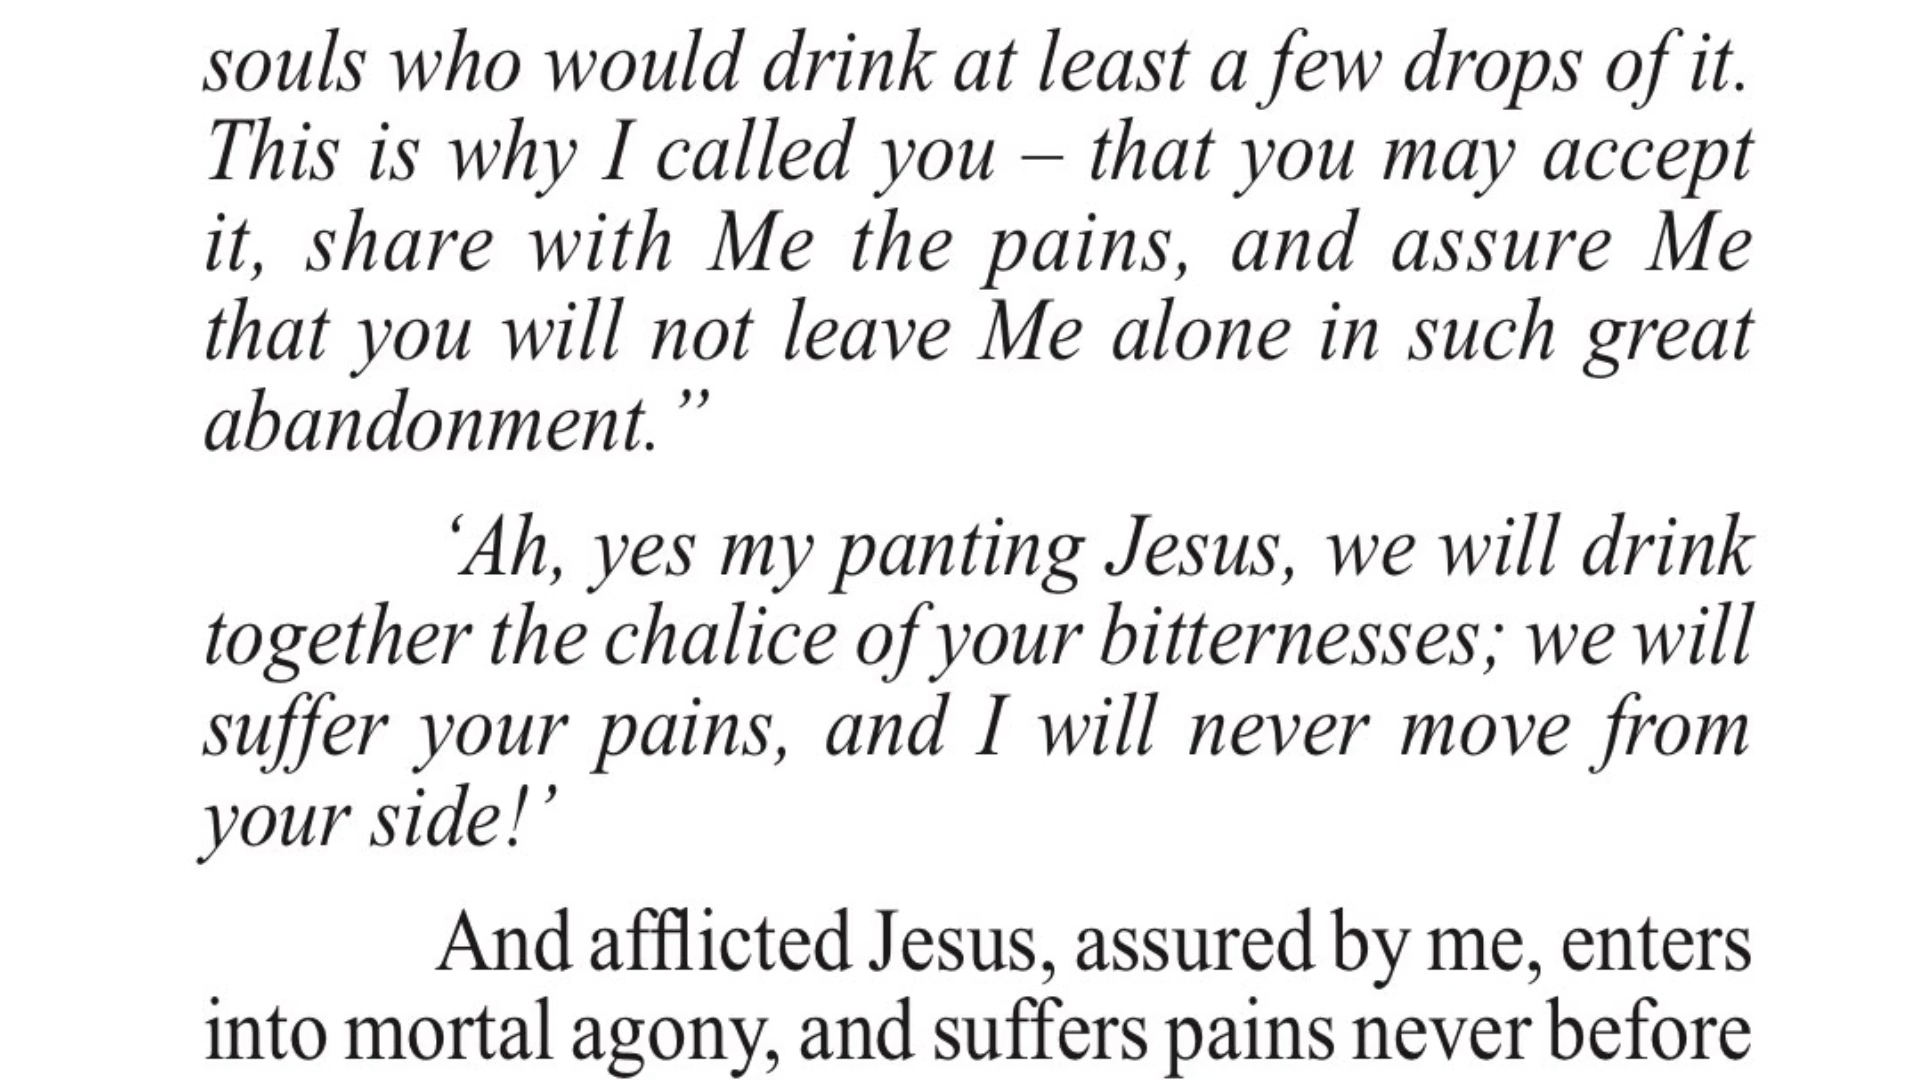 souls who would drink at least a few drops of it.
This is why I called you – that you may accept
it, share with Me the pains, and assure Me
that you will not leave Me alone in such great
abandonment.”
‘Ah, yes my panting Jesus, we will drink
together the chalice of your bitternesses; we will
suffer your pains, and I will never move from
your side!’
And afflicted Jesus, assured by me, enters
into mortal agony, and suffers pains never before